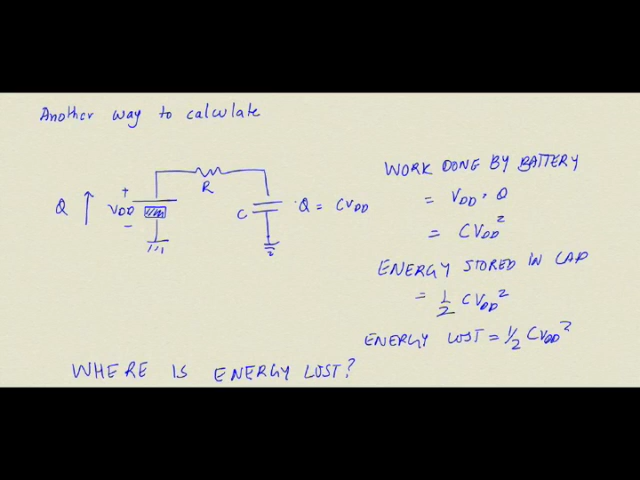 Another way to calculate
R
Q
+
VDD
-
C
Q = CVDD
WORK DONE BY BATTERY
= VDD · Q
= CVDD²
ENERGY STORED IN CAP
= 1/2 CVDD²
ENERGY LOST = 1/2 CVDD²
WHERE IS ENERGY LOST?